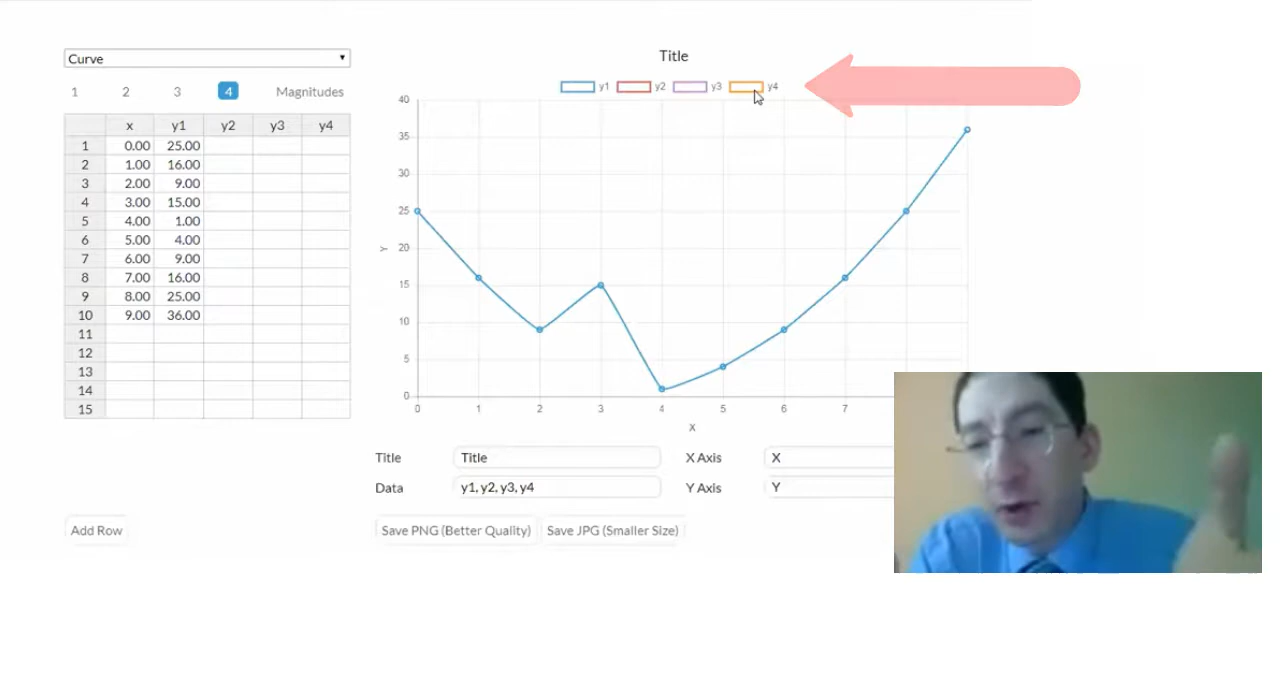 Curve
1 2 3 4 Magnitudes
x y1 y2 y3 y4
1 0.00 25.00
2 1.00 16.00
3 2.00 9.00
4 3.00 15.00
5 4.00 1.00
6 5.00 4.00
7 6.00 9.00
8 7.00 16.00
9 8.00 25.00
10 9.00 36.00
11
12
13
14
15
Add Row
Title
y1 y2 y3 y4
40
35
30
25
20
15
10
5
0
Y
0 1 2 3 4 5 6 7
X
Title Title X Axis X
Data y1, y2, y3, y4 Y Axis Y
Save PNG (Better Quality) Save JPG (Smaller Size)